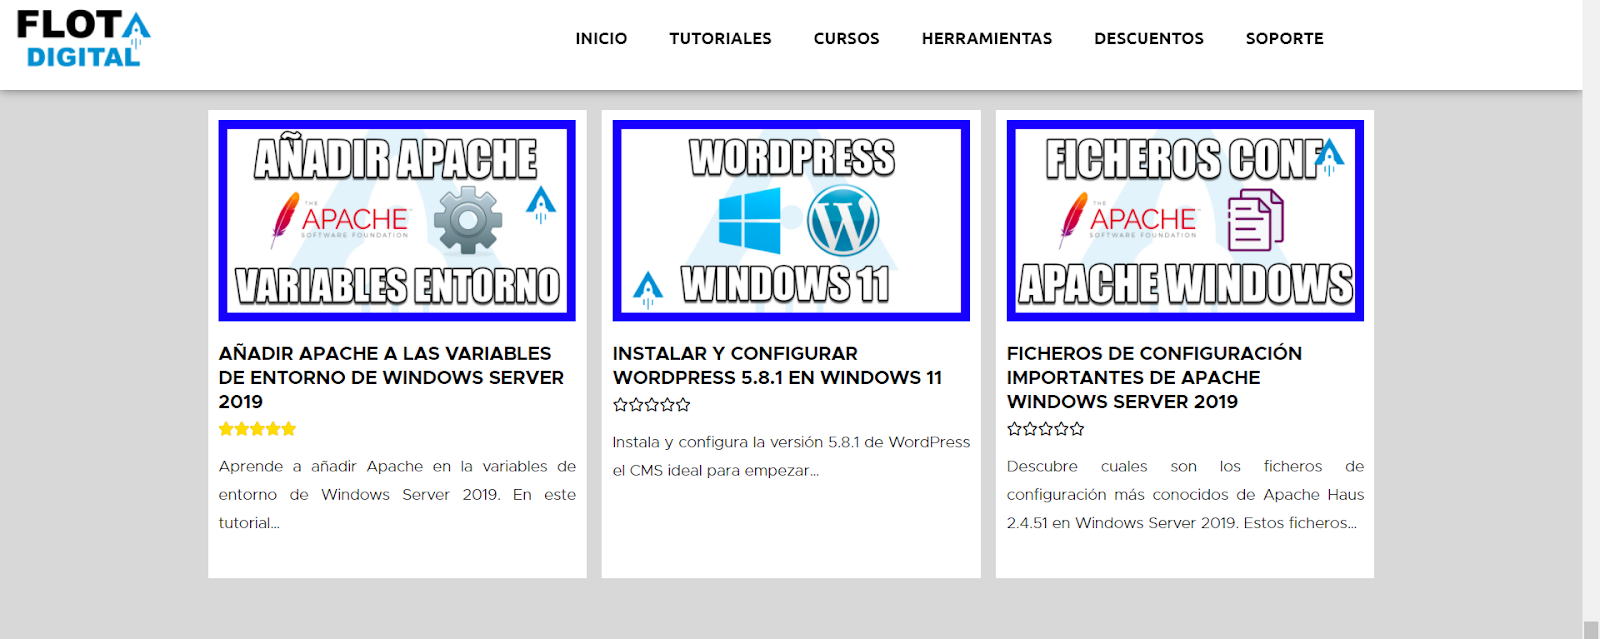 FLOTA
DIGITAL
INICIO TUTORIALES CURSOS HERRAMIENTAS DESCUENTOS SOPORTE
AÑADIR APACHE
THE
APACHE™
SOFTWARE FOUNDATION
VARIABLES ENTORNO
AÑADIR APACHE A LAS VARIABLES
DE ENTORNO DE WINDOWS SERVER
2019
Aprende a añadir Apache en la variables de
entorno de Windows Server 2019. En este
tutorial...
WORDPRESS
WINDOWS 11
INSTALAR Y CONFIGURAR
WORDPRESS 5.8.1 EN WINDOWS 11
Instala y configura la versión 5.8.1 de WordPress
el CMS ideal para empezar...
FICHEROS CONF
THE
APACHE™
SOFTWARE FOUNDATION
APACHE WINDOWS
FICHEROS DE CONFIGURACIÓN
IMPORTANTES DE APACHE
WINDOWS SERVER 2019
Descubre cuales son los ficheros de
configuración más conocidos de Apache Haus
2.4.51 en Windows Server 2019. Estos ficheros...